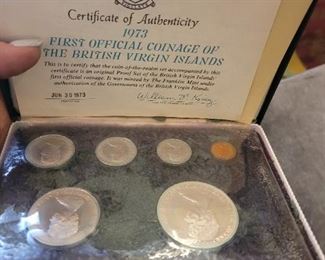 Certificate of Authenticity
1973
FIRST OFFICIAL COINAGE OF
THE BRITISH VIRGIN ISLANDS
This is to certify that the coin-of-the-realm set accompanied by this
certificate is an original Proof Set of the British Virgin Islands'
first official coinage. It was minted by The Franklin Mint under
authorization of the Government of the British Virgin Islands.
JUN 30 1973